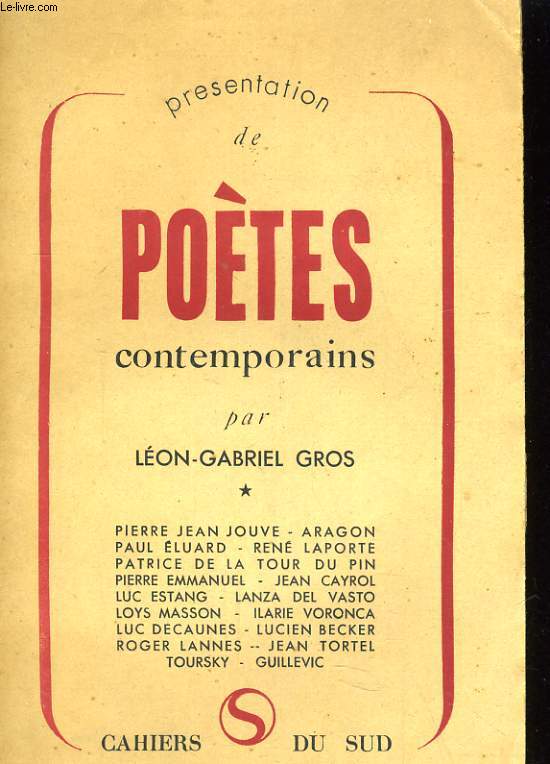 Le-livre.com
presentation
de
POÈTES
contemporains
par
LÉON-GABRIEL GROS
★
PIERRE JEAN JOUVE - ARAGON
PAUL ÉLUARD - RENÉ LAPORTE
PATRICE DE LA TOUR DU PIN
PIERRE EMMANUEL - JEAN CAYROL
LUC ESTANG - LANZA DEL VASTO
LOYS MASSON - ILARIE VORONCA
LUC DECAUNES - LUCIEN BECKER
ROGER LANNES -- JEAN TORTEL
TOURSKY - GUILLEVIC
CAHIERS S DU SUD